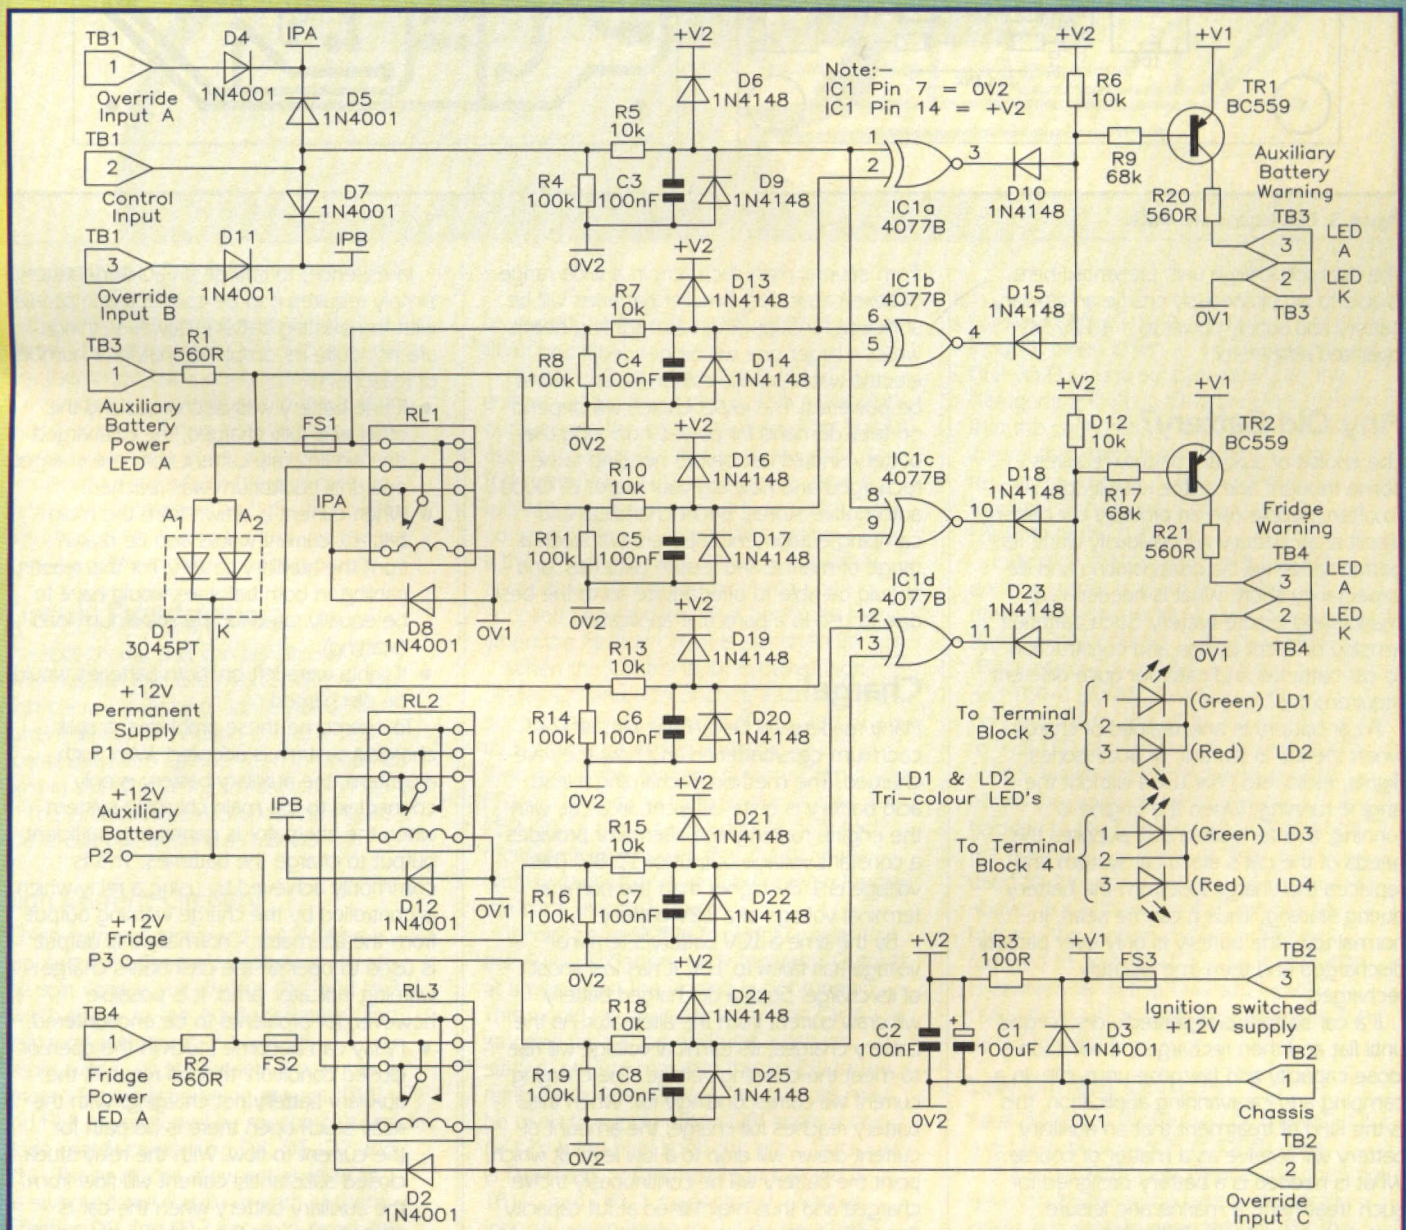 TB1
1
Override
Input A
D4
1N4001
IPA
D5
1N4001
TB1
2
Control
Input
D7
1N4001
TB1
3
Override
Input B
D11
1N4001
IPB
TB3
1
R1
560R
Auxiliary
Battery
Power
LED A
FS1
RL1
IPA
D8
1N4001
0V1
A1
A2
K
D1
3045PT
+12V
Permanent
Supply
P1
+12V
Auxiliary
Battery
P2
+12V
Fridge
P3
RL2
IPB
D12
1N4001
0V1
TB4
1
R2
560R
Fridge
Power
LED A
FS2
RL3
D2
1N4001
+V2
D6
1N4148
R5
10k
R4
100k
C3
100nF
D9
1N4148
0V2
+V2
D13
1N4148
R7
10k
R8
100k
C4
100nF
D14
1N4148
0V2
+V2
D16
1N4148
R10
10k
R11
100k
C5
100nF
D17
1N4148
0V2
+V2
D19
1N4148
R13
10k
R14
100k
C6
100nF
D20
1N4148
0V2
+V2
D21
1N4148
R15
10k
R16
100k
C7
100nF
D22
1N4148
0V2
+V2
D24
1N4148
R18
10k
R19
100k
C8
100nF
D25
1N4148
0V2
Note:-
IC1 Pin 7 = 0V2
IC1 Pin 14 = +V2
1
2
3
IC1a
4077B
D10
1N4148
IC1b
4077B
6
5
4
D15
1N4148
IC1c
4077B
8
9
10
D18
1N4148
IC1d
4077B
12
13
11
D23
1N4148
+V2
R6
10k
+V1
TR1
BC559
R9
68k
R20
560R
Auxiliary
Battery
Warning
TB3
3
LED
A
2
LED
K
TB3
0V1
+V2
D12
10k
+V1
TR2
BC559
R17
68k
R21
560R
Fridge
Warning
TB4
3
LED
A
2
LED
K
TB4
0V1
To Terminal
Block 3
1
2
3
(Green) LD1
(Red) LD2
LD1 & LD2
Tri-colour LED's
To Terminal
Block 4
1
2
3
(Green) LD3
(Red) LD4
+V2
R3
100R
+V1
FS3
TB2
3
Ignition switched
+12V supply
C2
100nF
+
C1
100uF
D3
1N4001
0V2
0V1
TB2
1
Chassis
TB2
2
Override
Input C